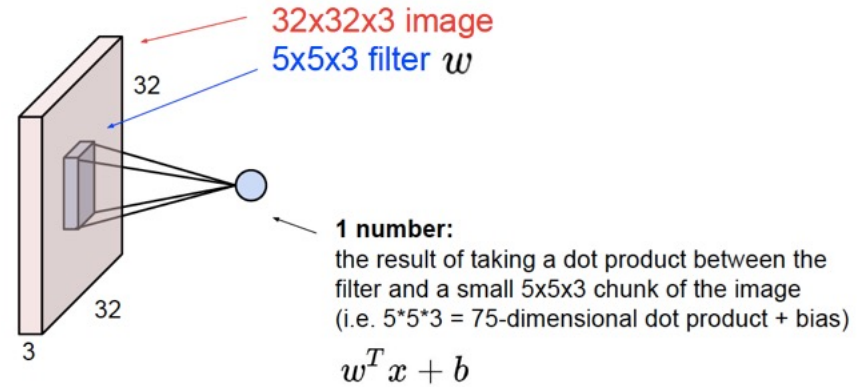 32x32x3 image
5x5x3 filter w
32
32
3
1 number:
the result of taking a dot product between the
filter and a small 5x5x3 chunk of the image
(i.e. 5*5*3 = 75-dimensional dot product + bias)
w^T x + b